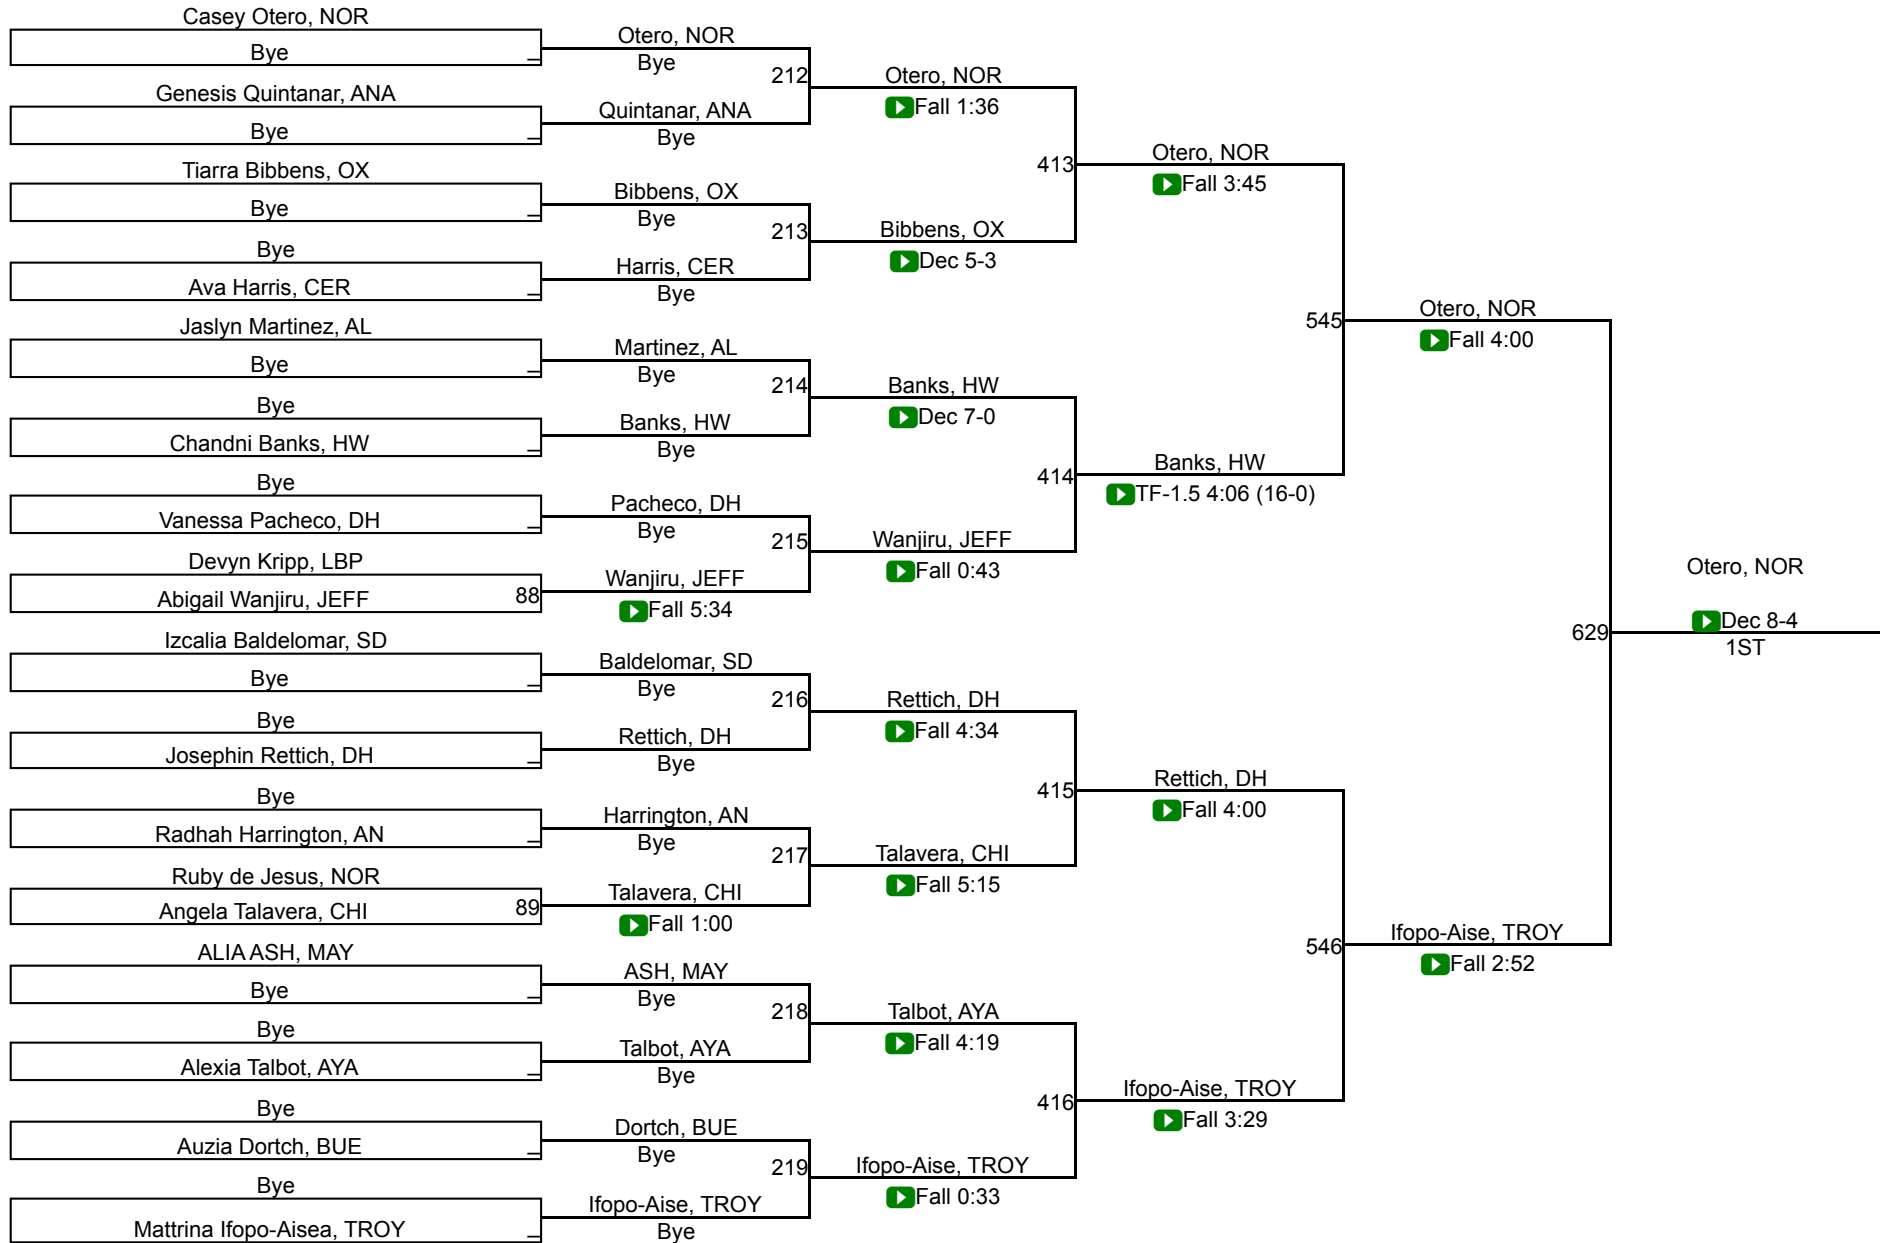 Casey Otero, NOR
Bye
Genesis Quintanar, ANA
Bye
Tiarra Bibbens, OX
Bye
Bye
Ava Harris, CER
Jaslyn Martinez, AL
Bye
Bye
Chandni Banks, HW
Bye
Vanessa Pacheco, DH
Devyn Kripp, LBP
Abigail Wanjiru, JEFF
88
Izcalia Baldelomar, SD
Bye
Bye
Josephin Rettich, DH
Bye
Radhah Harrington, AN
Ruby de Jesus, NOR
Angela Talavera, CHI
89
ALIA ASH, MAY
Bye
Bye
Alexia Talbot, AYA
Bye
Auzia Dortch, BUE
Bye
Mattrina Ifopo-Aisea, TROY
Otero, NOR
Bye
212
Quintanar, ANA
Bye
Bibbens, OX
Bye
213
Harris, CER
Bye
Martinez, AL
Bye
214
Banks, HW
Bye
Pacheco, DH
Bye
215
Wanjiru, JEFF
Fall 5:34
Baldelomar, SD
Bye
216
Rettich, DH
Bye
Harrington, AN
Bye
217
Talavera, CHI
Fall 1:00
ASH, MAY
Bye
218
Talbot, AYA
Bye
Dortch, BUE
Bye
219
Ifopo-Aise, TROY
Bye
Otero, NOR
Fall 1:36
413
Bibbens, OX
Dec 5-3
Banks, HW
Dec 7-0
414
Wanjiru, JEFF
Fall 0:43
Rettich, DH
Fall 4:34
415
Talavera, CHI
Fall 5:15
Talbot, AYA
Fall 4:19
416
Ifopo-Aise, TROY
Fall 0:33
Otero, NOR
Fall 3:45
545
Banks, HW
TF-1.5 4:06 (16-0)
Rettich, DH
Fall 4:00
546
Ifopo-Aise, TROY
Fall 3:29
Otero, NOR
Fall 4:00
629
Ifopo-Aise, TROY
Fall 2:52
Otero, NOR
Dec 8-4
1ST